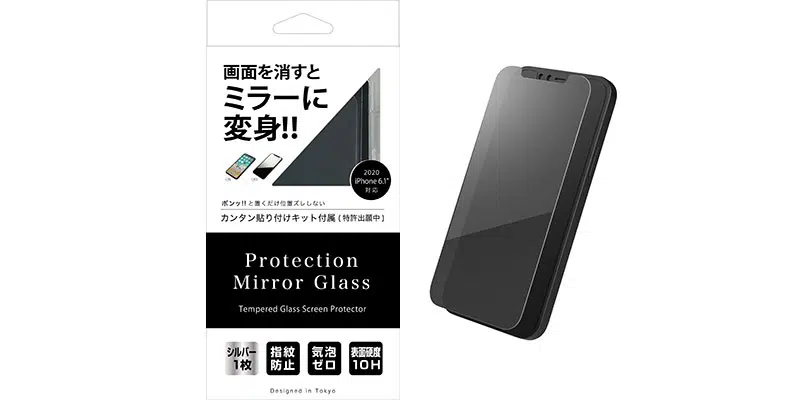 画面を消すと
ミラーに
変身!!
2020
iPhone 6.1"
対応
ポンッ!!と置くだけ位置ズレしない
カンタン貼り付けキット付属(特許出願中)
Protection
Mirror Glass
Tempered Glass Screen Protector
シルバー
1枚
指紋
防止
気泡
ゼロ
表面硬度
10H
Designed in Tokyo